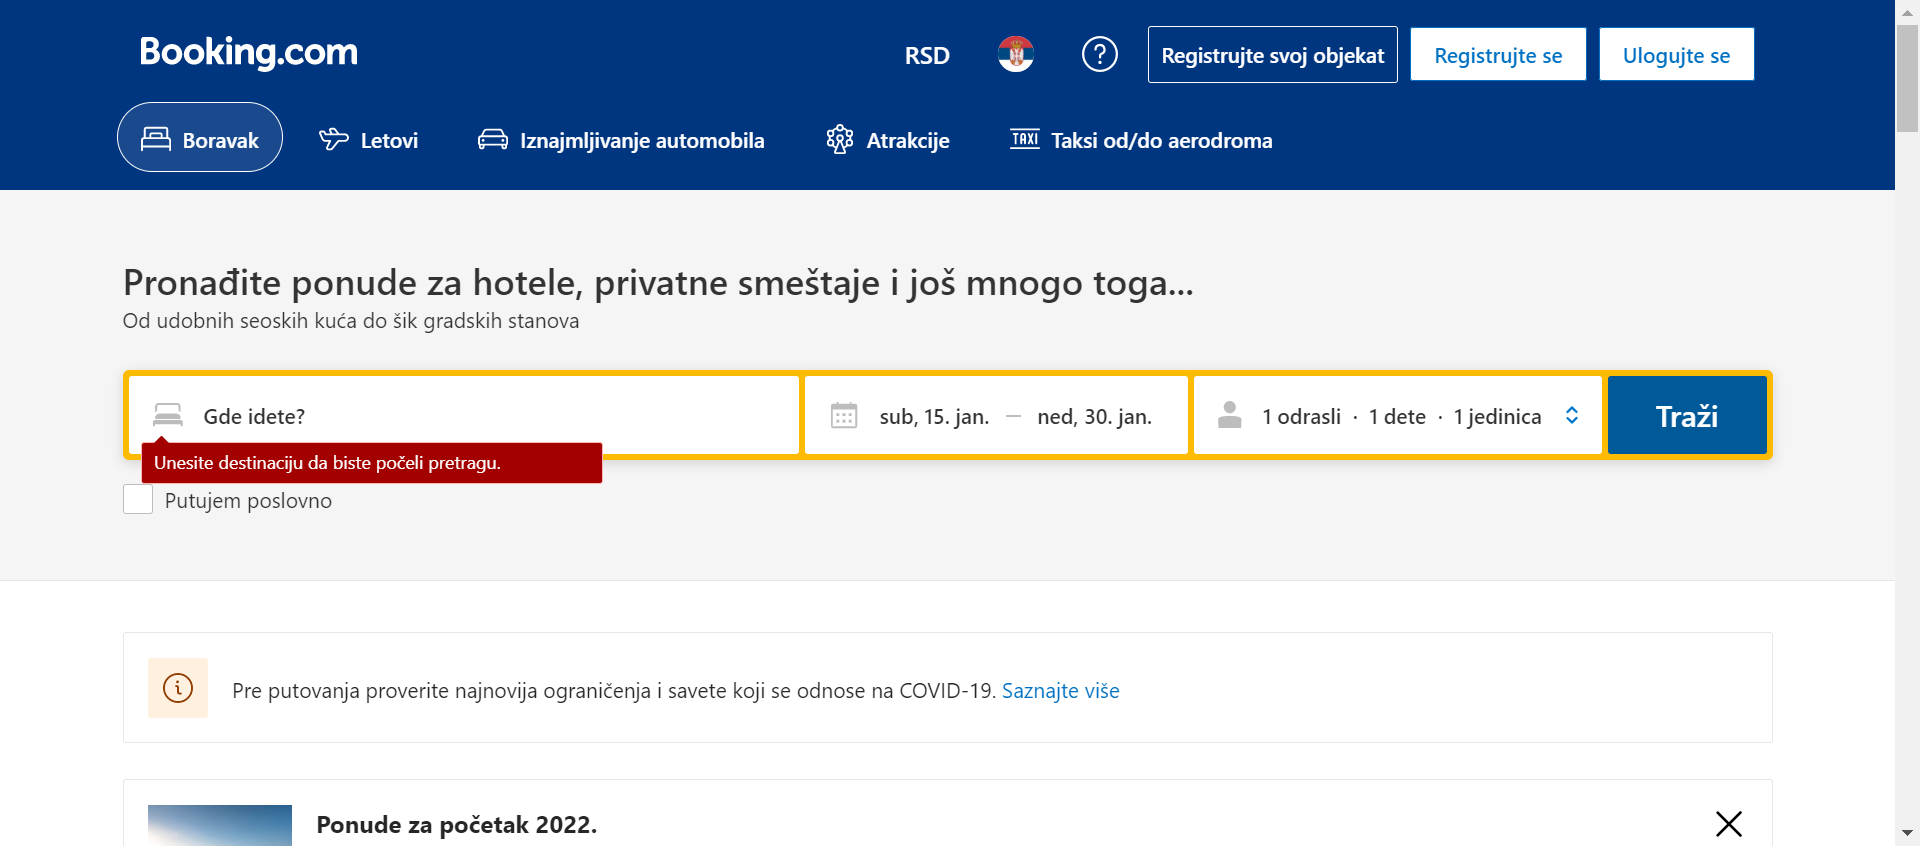 Booking.com
RSD
Registrujte svoj objekat
Registrujte se
Ulogujte se
Boravak
Letovi
Iznajmljivanje automobila
Atrakcije
TAXI Taksi od/do aerodroma
Pronađite ponude za hotele, privatne smeštaje i još mnogo toga...
Od udobnih seoskih kuća do šik gradskih stanova
Gde idete?
sub, 15. jan. — ned, 30. jan.
1 odrasli · 1 dete · 1 jedinica
Traži
Unesite destinaciju da biste počeli pretragu.
Putujem poslovno
Pre putovanja proverite najnovija ograničenja i savete koji se odnose na COVID-19. Saznajte više
Ponude za početak 2022.